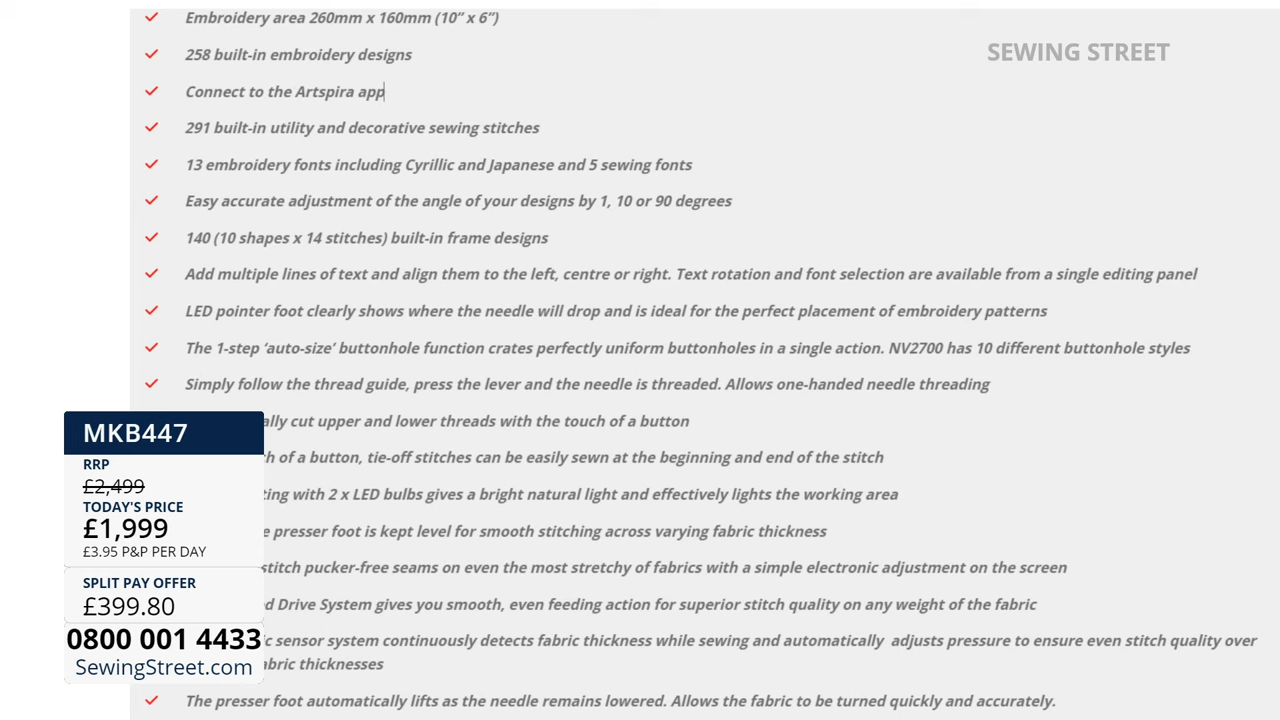 Embroidery area 260mm x 160mm (10” x 6”)
258 built-in embroidery designs
SEWING STREET
Connect to the Artspira app
291 built-in utility and decorative sewing stitches
13 embroidery fonts including Cyrillic and Japanese and 5 sewing fonts
Easy accurate adjustment of the angle of your designs by 1, 10 or 90 degrees
140 (10 shapes x 14 stitches) built-in frame designs
Add multiple lines of text and align them to the left, centre or right. Text rotation and font selection are available from a single editing panel
LED pointer foot clearly shows where the needle will drop and is ideal for the perfect placement of embroidery patterns
The 1-step ‘auto-size’ buttonhole function crates perfectly uniform buttonholes in a single action. NV2700 has 10 different buttonhole styles
Simply follow the thread guide, press the lever and the needle is threaded. Allows one-handed needle threading
cut upper and lower threads with the touch of a button
of a button, tie-off stitches can be easily sewn at the beginning and end of the stitch
with 2 x LED bulbs gives a bright natural light and effectively lights the working area
presser foot is kept level for smooth stitching across varying fabric thickness
stitch pucker-free seams on even the most stretchy of fabrics with a simple electronic adjustment on the screen
Drive System gives you smooth, even feeding action for superior stitch quality on any weight of the fabric
sensor system continuously detects fabric thickness while sewing and automatically adjusts pressure to ensure even stitch quality over
fabric thicknesses
The presser foot automatically lifts as the needle remains lowered. Allows the fabric to be turned quickly and accurately.
MKB447
RRP
£2,499
TODAY'S PRICE
£1,999
£3.95 P&P PER DAY
SPLIT PAY OFFER
£399.80
0800 001 4433
SewingStreet.com